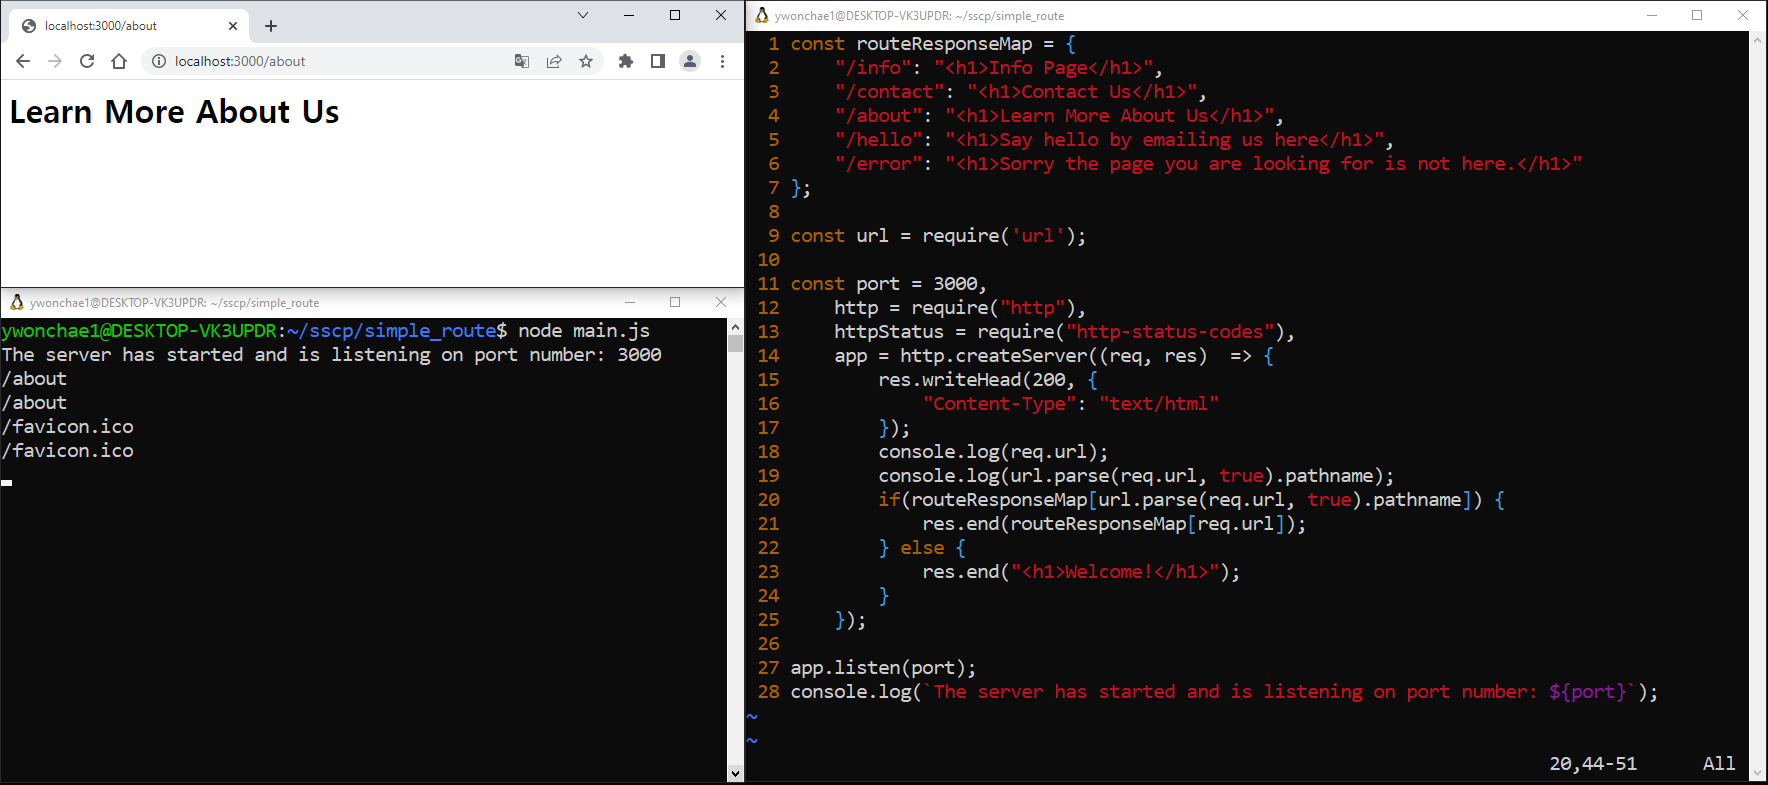 localhost:3000/about
localhost:3000/about
Learn More About Us
ywonchae1@DESKTOP-VK3UPDR: ~/sscp/simple_route
ywonchae1@DESKTOP-VK3UPDR:~/sscp/simple_route$ node main.js
The server has started and is listening on port number: 3000
/about
/about
/favicon.ico
/favicon.ico
ywonchae1@DESKTOP-VK3UPDR: ~/sscp/simple_route
1 const routeResponseMap = {
2     "/info": "<h1>Info Page</h1>",
3     "/contact": "<h1>Contact Us</h1>",
4     "/about": "<h1>Learn More About Us</h1>",
5     "/hello": "<h1>Say hello by emailing us here</h1>",
6     "/error": "<h1>Sorry the page you are looking for is not here.</h1>"
7 };
8
9 const url = require('url');
10
11 const port = 3000,
12     http = require("http"),
13     httpStatus = require("http-status-codes"),
14     app = http.createServer((req, res)  => {
15         res.writeHead(200, {
16             "Content-Type": "text/html"
17         });
18         console.log(req.url);
19         console.log(url.parse(req.url, true).pathname);
20         if(routeResponseMap[url.parse(req.url, true).pathname]) {
21             res.end(routeResponseMap[req.url]);
22         } else {
23             res.end("<h1>Welcome!</h1>");
24         }
25     });
26
27 app.listen(port);
28 console.log(`The server has started and is listening on port number: ${port}`);
~
~
20,44-51 All